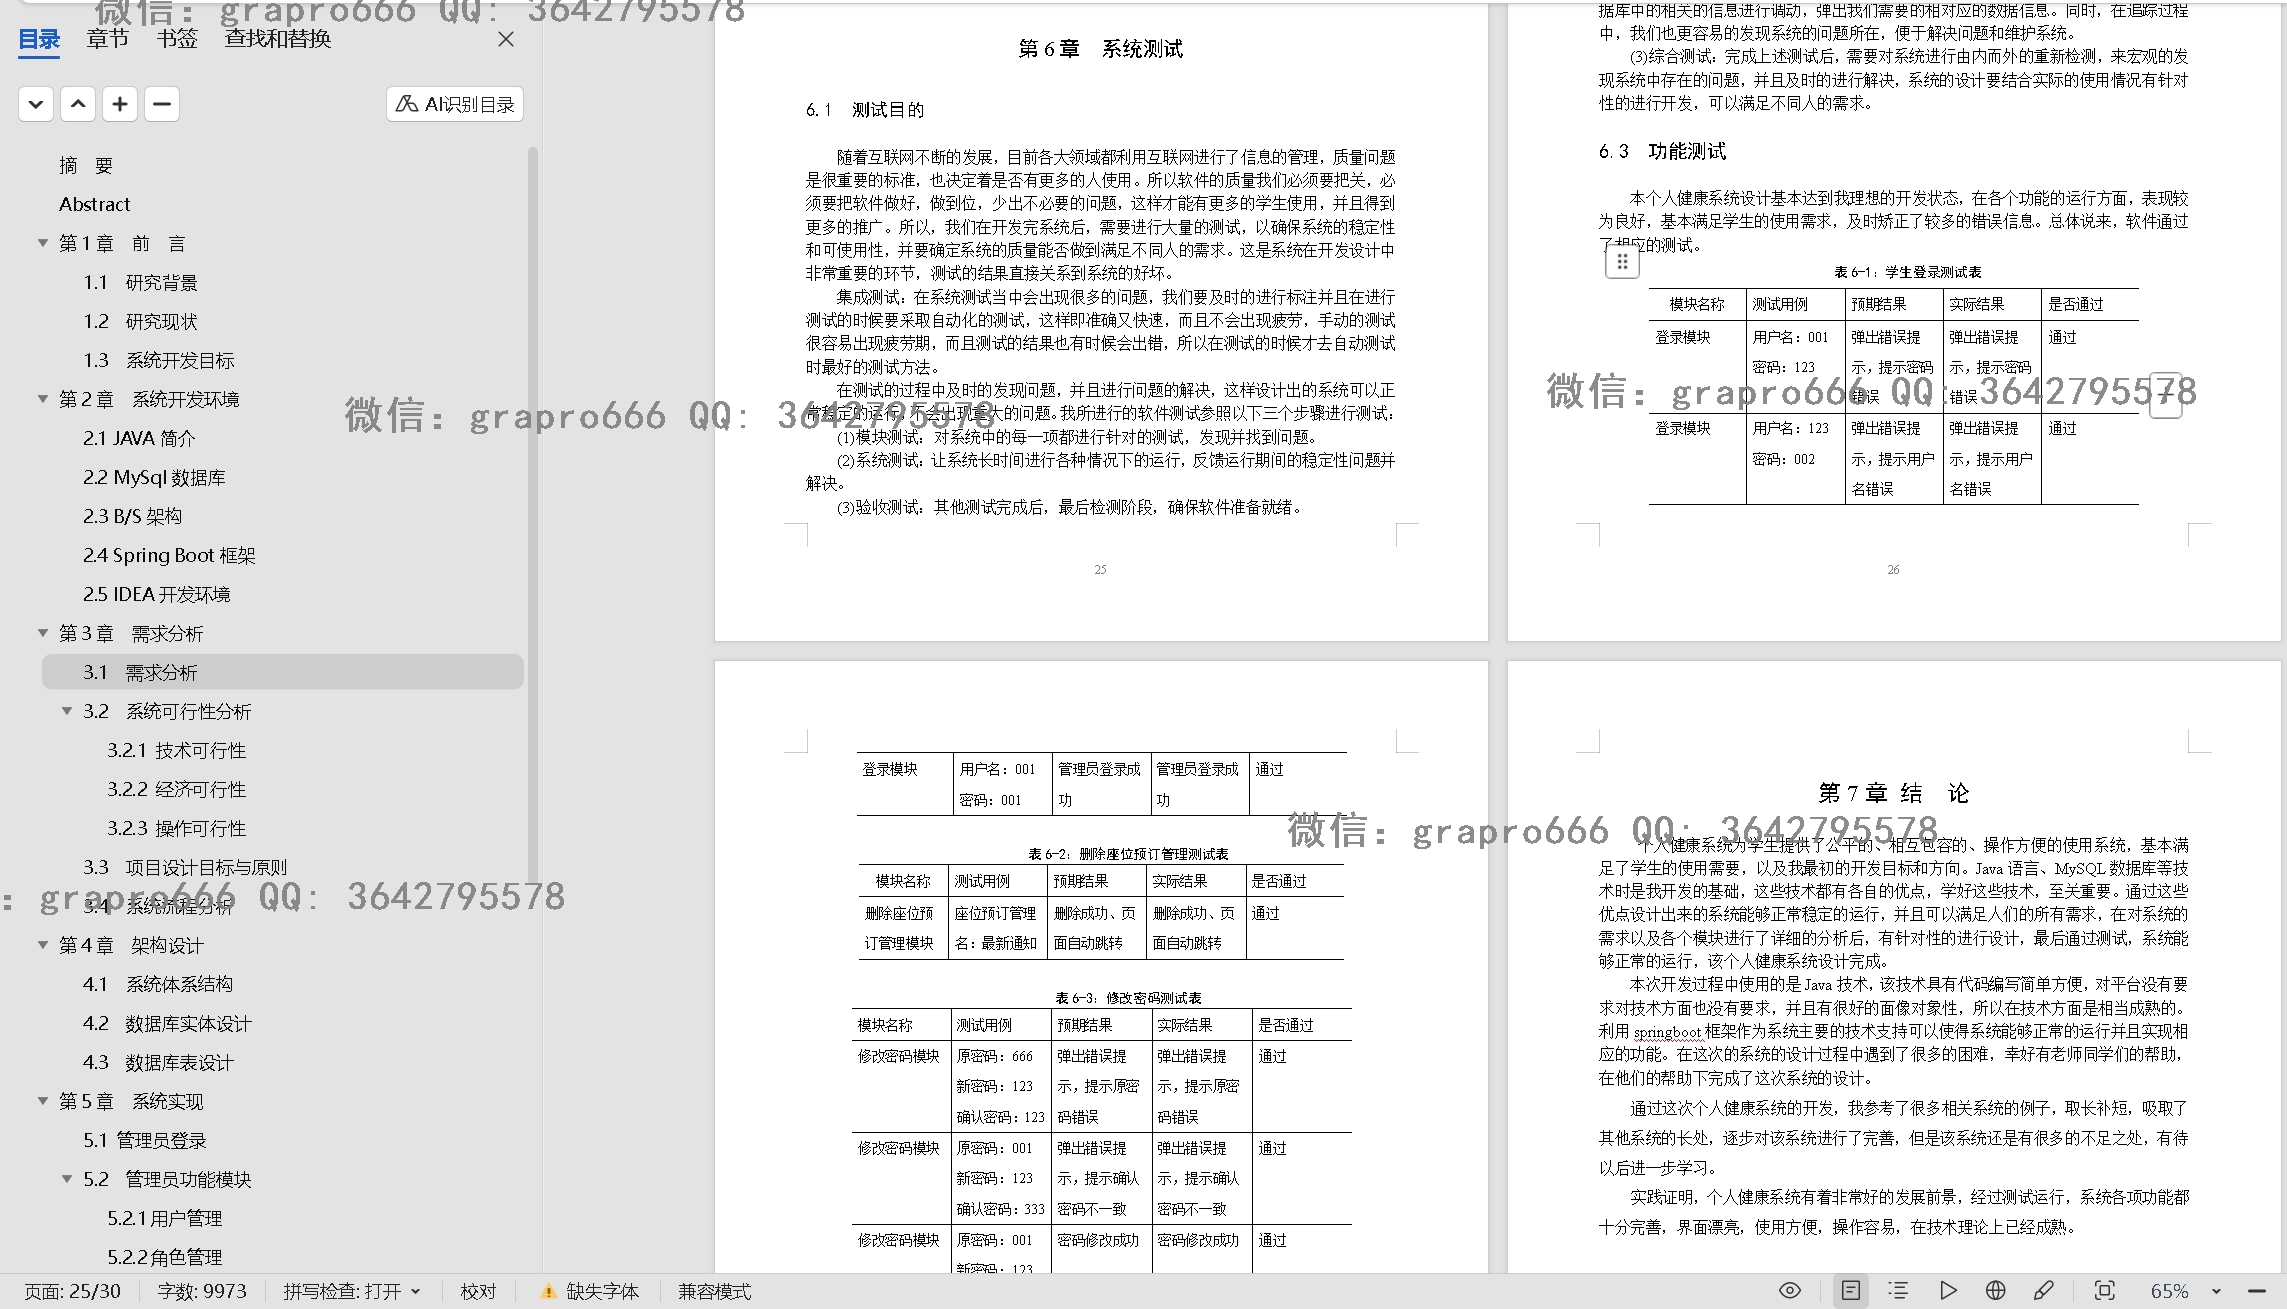 微信：grapro666 QQ: 3642795578
目录 章节 书签 查找和替换
AI识别目录
摘 要
Abstract
第1章 前 言
1.1 研究背景
1.2 研究现状
1.3 系统开发目标
第2章 系统开发环境
2.1 JAVA 简介
2.2 MySql 数据库
2.3 B/S 架构
2.4 Spring Boot 框架
2.5 IDEA 开发环境
第3章 需求分析
3.1 需求分析
3.2 系统可行性分析
3.2.1 技术可行性
3.2.2 经济可行性
3.2.3 操作可行性
3.3 项目设计目标与原则
3.4 系统流程分析
：grapro666 QQ: 3642795578
第4章 架构设计
4.1 系统体系结构
4.2 数据库实体设计
4.3 数据库表设计
第5章 系统实现
5.1 管理员登录
5.2 管理员功能模块
5.2.1用户管理
5.2.2角色管理
第6章 系统测试
6.1 测试目的
随着互联网不断的发展，目前各大领域都利用互联网进行了信息的管理，质量问题
是很重要的标准，也决定着是否有更多的人使用。所以软件的质量我们必须要把关，必
须要把软件做好，做到位，少出不必要的问题，这样才能有更多的学生使用，并且得到
更多的推广。所以，我们在开发完系统后，需要进行大量的测试，以确保系统的稳定性
和可使用性，并要确定系统的质量能否做到满足不同人的需求。这是系统在开发设计中
非常重要的环节，测试的结果直接关系到系统的好坏。
集成测试：在系统测试当中会出现很多的问题，我们要及时的进行标注并且在进行
测试的时候要采取自动化的测试，这样即准确又快速，而且不会出现疲劳，手动的测试
很容易出现疲劳期，而且测试的结果也有时候会出错，所以在测试的时候才去自动测试
时最好的测试方法。
在测试的过程中及时的发现问题，并且进行问题的解决，这样设计出的系统可以正
常稳定的运行，不会出现重大的问题。我所进行的软件测试参照以下三个步骤进行测试：
微信：grapro666 QQ: 3642795578
(1)模块测试：对系统中的每一项都进行针对的测试，发现并找到问题。
(2)系统测试：让系统长时间进行各种情况下的运行，反馈运行期间的稳定性问题并
解决。
(3)验收测试：其他测试完成后，最后检测阶段，确保软件准备就绪。
25
据库中的相关的信息进行调动，弹出我们需要的相对应的数据信息。同时，在追踪过程
中，我们也更容易的发现系统的问题所在，便于解决问题和维护系统。
(3)综合测试：完成上述测试后，需要对系统进行由内而外的重新检测，来宏观的发
现系统中存在的问题，并且及时的进行解决，系统的设计要结合实际的使用情况有针对
性的进行开发，可以满足不同人的需求。
6.3 功能测试
本个人健康系统设计基本达到我理想的开发状态，在各个功能的运行方面，表现较
为良好，基本满足学生的使用需求，及时矫正了较多的错误信息。总体说来，软件通过
了相应的测试。
表 6-1：学生登录测试表
模块名称 测试用例 预期结果 实际结果 是否通过
登录模块 用户名：001 弹出错误提 弹出错误提 通过
密码：123 示，提示密码 示，提示密码
错误 错误
微信：grapro666 QQ: 3642795578
登录模块 用户名：123 弹出错误提 弹出错误提 通过
密码：002 示，提示用户 示，提示用户
名错误 名错误
26
登录模块 用户名：001 管理员登录成 管理员登录成 通过
密码：001 功 功
表 6-2：删除座位预订管理测试表
模块名称 测试用例 预期结果 实际结果 是否通过
删除座位预 座位预订管理 删除成功、页 删除成功、页 通过
订管理模块 名：最新通知 面自动跳转 面自动跳转
表 6-3：修改密码测试表
模块名称 测试用例 预期结果 实际结果 是否通过
修改密码模块 原密码：666 弹出错误提 弹出错误提 通过
新密码：123 示，提示原密 示，提示原密
确认密码：123 码错误 码错误
修改密码模块 原密码：001 弹出错误提 弹出错误提 通过
新密码：123 示，提示确认 示，提示确认
确认密码：333 密码不一致 密码不一致
修改密码模块 原密码：001 密码修改成功 密码修改成功 通过
新密码：123
第7章 结 论
微信：grapro666 QQ: 3642795578
个人健康系统为学生提供了公平的、相互包容的、操作方便的使用系统，基本满
足了学生的使用需要，以及我最初的开发目标和方向。Java 语言、MySQL 数据库等技
术时是我开发的基础，这些技术都有各自的优点，学好这些技术，至关重要。通过这些
优点设计出来的系统能够正常稳定的运行，并且可以满足人们的所有需求，在对系统的
需求以及各个模块进行了详细的分析后，有针对性的进行设计，最后通过测试，系统能
够正常的运行，该个人健康系统设计完成。
本次开发过程中使用的是 Java 技术，该技术具有代码编写简单方便，对平台没有要
求对技术方面也没有要求，并且有很好的面像对象性，所以在技术方面是相当成熟的。
利用 springboot 框架作为系统主要的技术支持可以使得系统能够正常的运行并且实现相
应的功能。在这次的系统的设计过程中遇到了很多的困难，幸好有老师同学们的帮助，
在他们的帮助下完成了这次系统的设计。
通过这次个人健康系统的开发，我参考了很多相关系统的例子，取长补短，吸取了
其他系统的长处，逐步对该系统进行了完善，但是该系统还是有很多的不足之处，有待
以后进一步学习。
实践证明，个人健康系统有着非常好的发展前景，经过测试运行，系统各项功能都
十分完善，界面漂亮，使用方便，操作容易，在技术理论上已经成熟。
页面: 25/30 字数: 9973 拼写检查: 打开 校对 缺失字体 兼容模式 65%